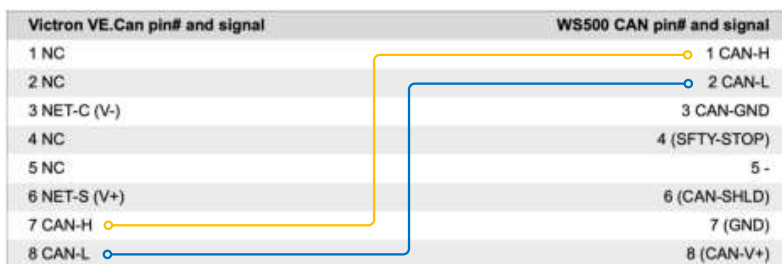 Victron VE.Can pin# and signal WS500 CAN pin# and signal
1 NC 1 CAN-H
2 NC 2 CAN-L
3 NET-C (V-) 3 CAN-GND
4 NC 4 (SFTY-STOP)
5 NC 5 -
6 NET-S (V+) 6 (CAN-SHLD)
7 CAN-H 7 (GND)
8 CAN-L 8 (CAN-V+)